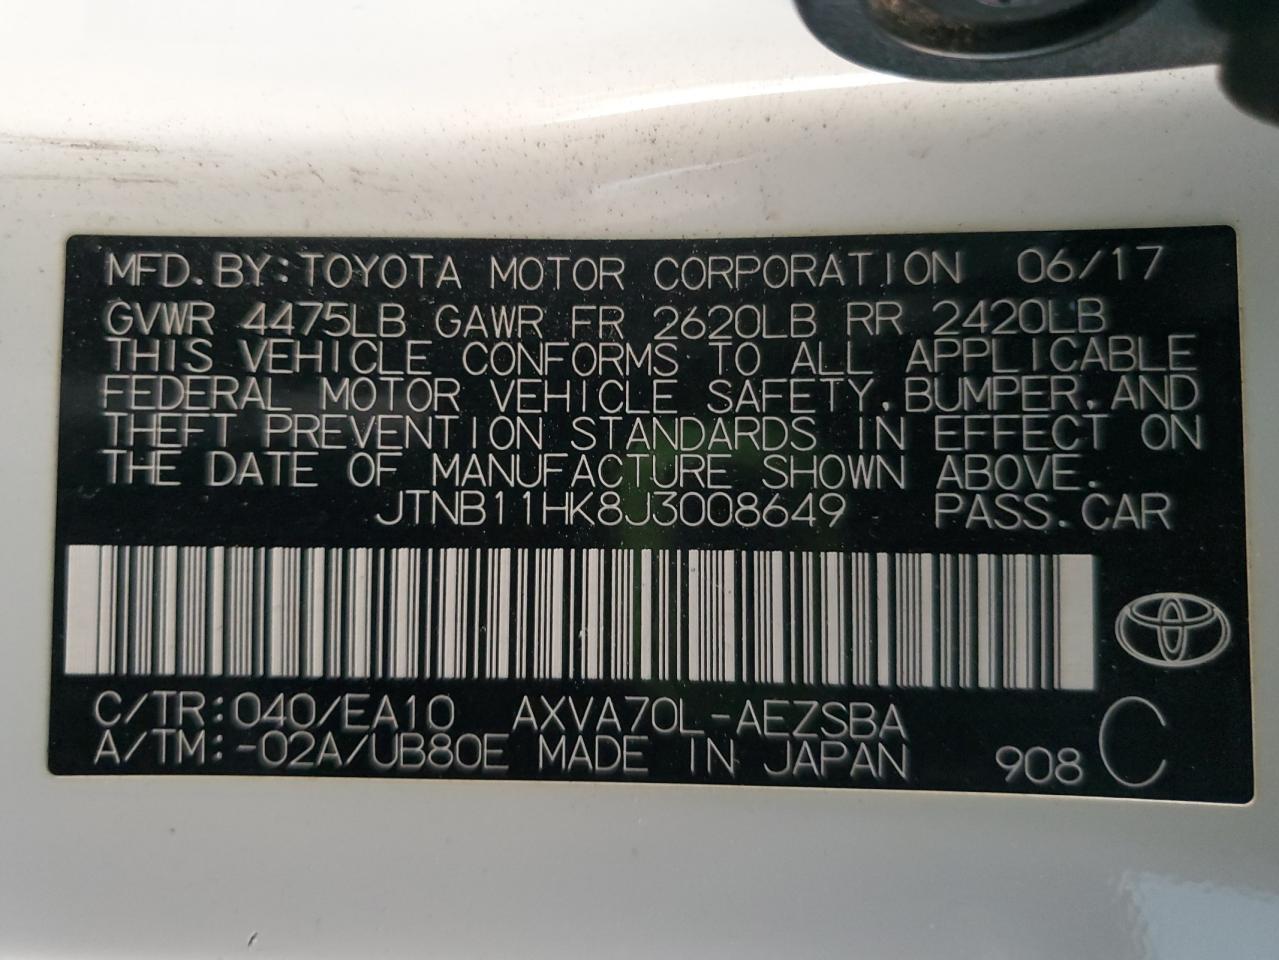 MFD.BY:TOYOTA MOTOR CORPORATION 06/17
GVWR 4475LB GAWR FR 2620LB RR 2420LB
THIS VEHICLE CONFORMS TO ALL APPLICABLE
FEDERAL MOTOR VEHICLE SAFETY,BUMPER,AND
THEFT PREVENTION STANDARDS IN EFFECT ON
THE DATE OF MANUFACTURE SHOWN ABOVE.
JTNB11HK8J3008649 PASS.CAR
C/TR:040/EA10 AXVA70L-AEZSBA
A/TM:-02A/UB80E MADE IN JAPAN 908 C